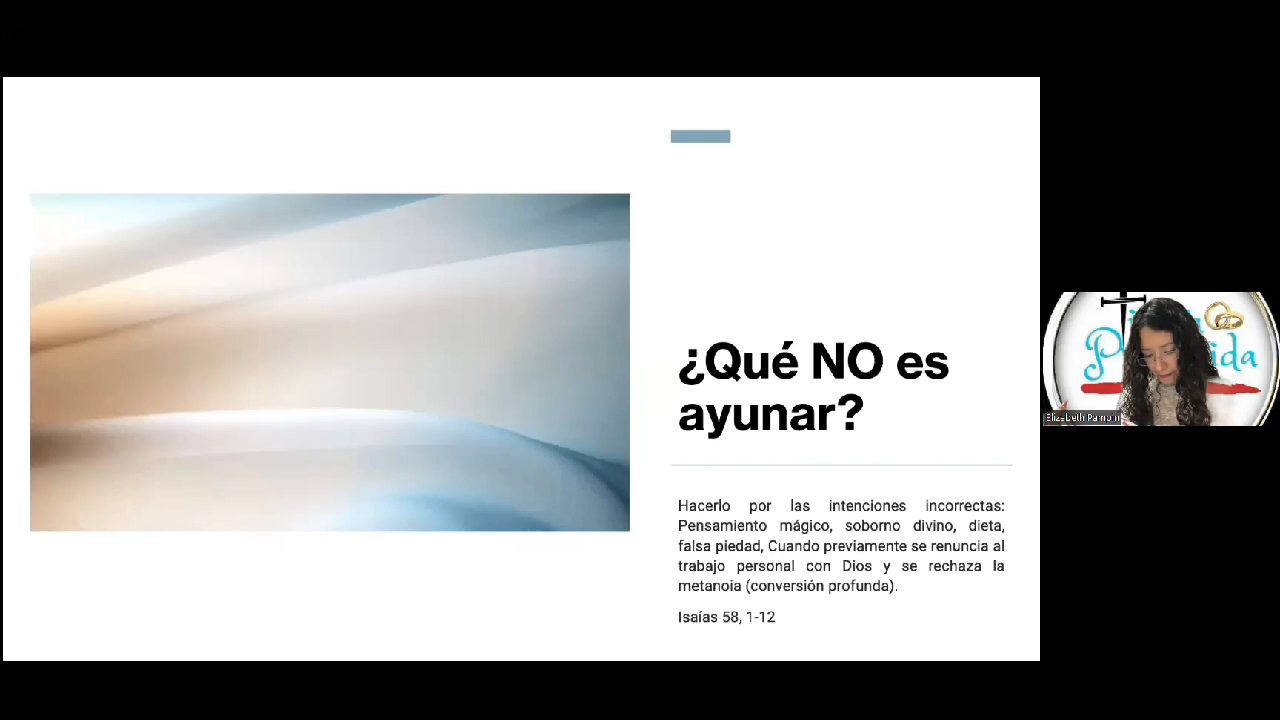 ¿Qué NO es
ayunar?
Hacerlo por las intenciones incorrectas:
Pensamiento mágico, soborno divino, dieta,
falsa piedad, Cuando previamente se renuncia al
trabajo personal con Dios y se rechaza la
metanoia (conversión profunda).
Isaías 58, 1-12
Elizabeth